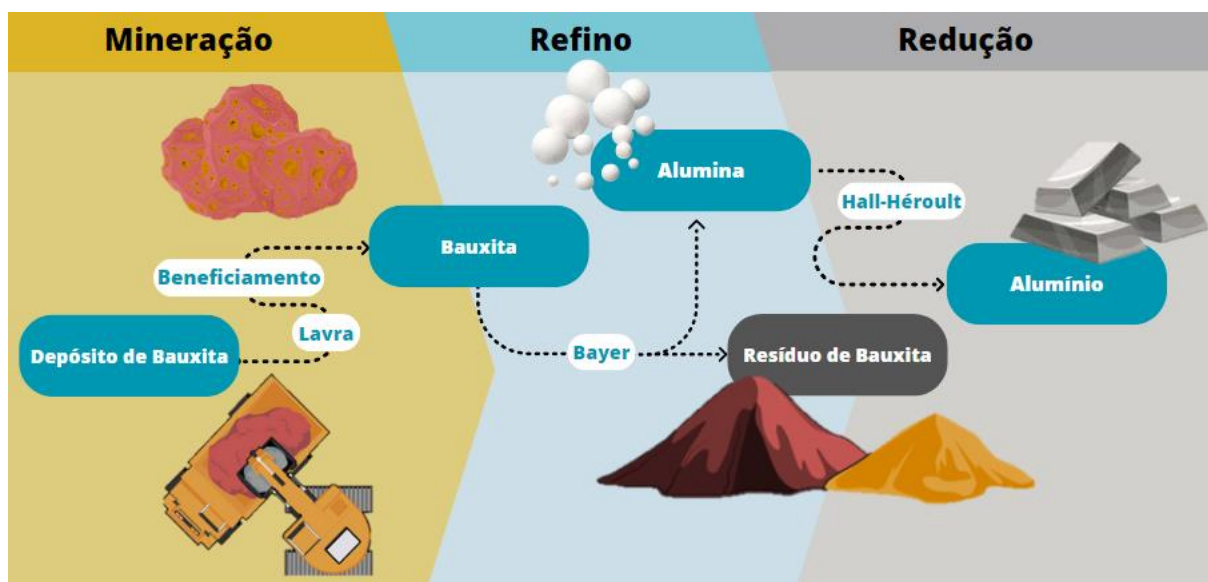 Mineração
Refino
Redução
Alumina
Hall-Héroult
Bauxita
Beneficiamento
Alumínio
Lavra
Depósito de Bauxita
Bayer
Resíduo de Bauxita